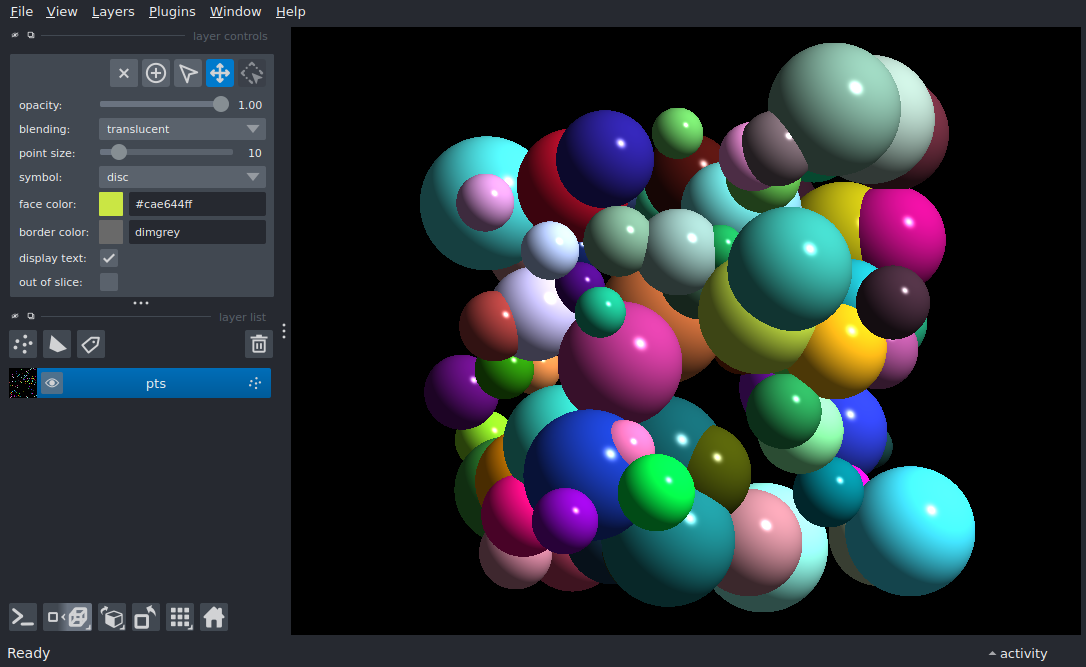 File View Layers Plugins Window Help
layer controls
opacity: 1.00
blending: translucent
point size: 10
symbol: disc
face color: #cae644ff
border color: dimgrey
display text:
out of slice:
layer list
pts
Ready
activity